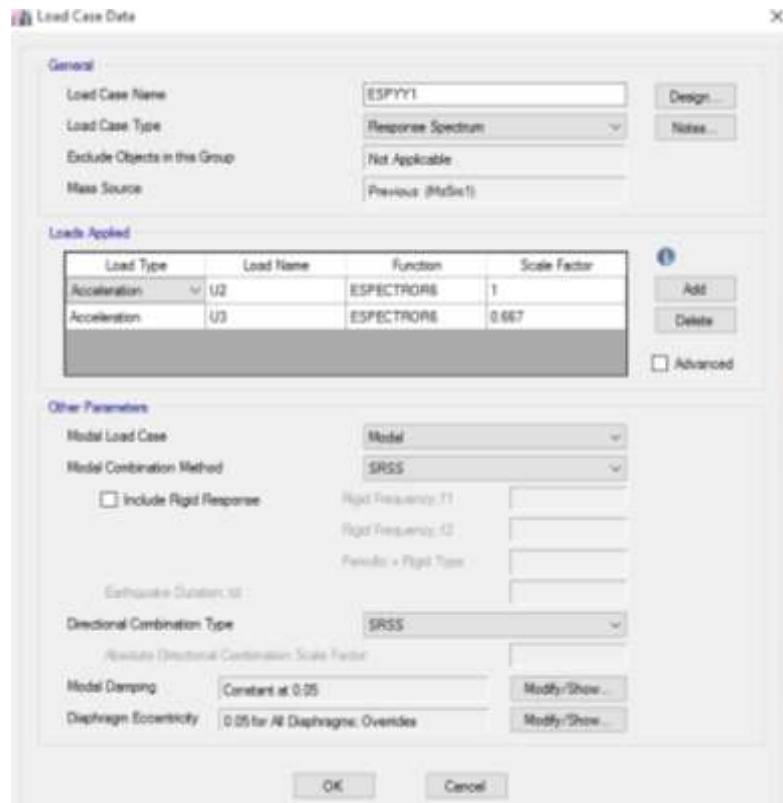 Load Case Data
General
Load Case Name ESPYY1 Design...
Load Case Type Response Spectrum Notes...
Exclude Objects in this Group Not Applicable
Mass Source Previous (MsSrc1)
Loads Applied
Load Type Load Name Function Scale Factor
Acceleration U2 ESPECTROR6 1 Add
Acceleration U3 ESPECTROR6 0.667 Delete
Advanced
Other Parameters
Modal Load Case Modal
Modal Combination Method SRSS
Include Rigid Response Rigid Frequency, f1
Rigid Frequency, f2
Periodic + Rigid Type
Earthquake Duration, td
Directional Combination Type SRSS
Absolute Directional Combination Scale Factor
Modal Damping Constant at 0.05 Modify/Show...
Diaphragm Eccentricity 0.05 for All Diaphragms; Overrides Modify/Show...
OK Cancel